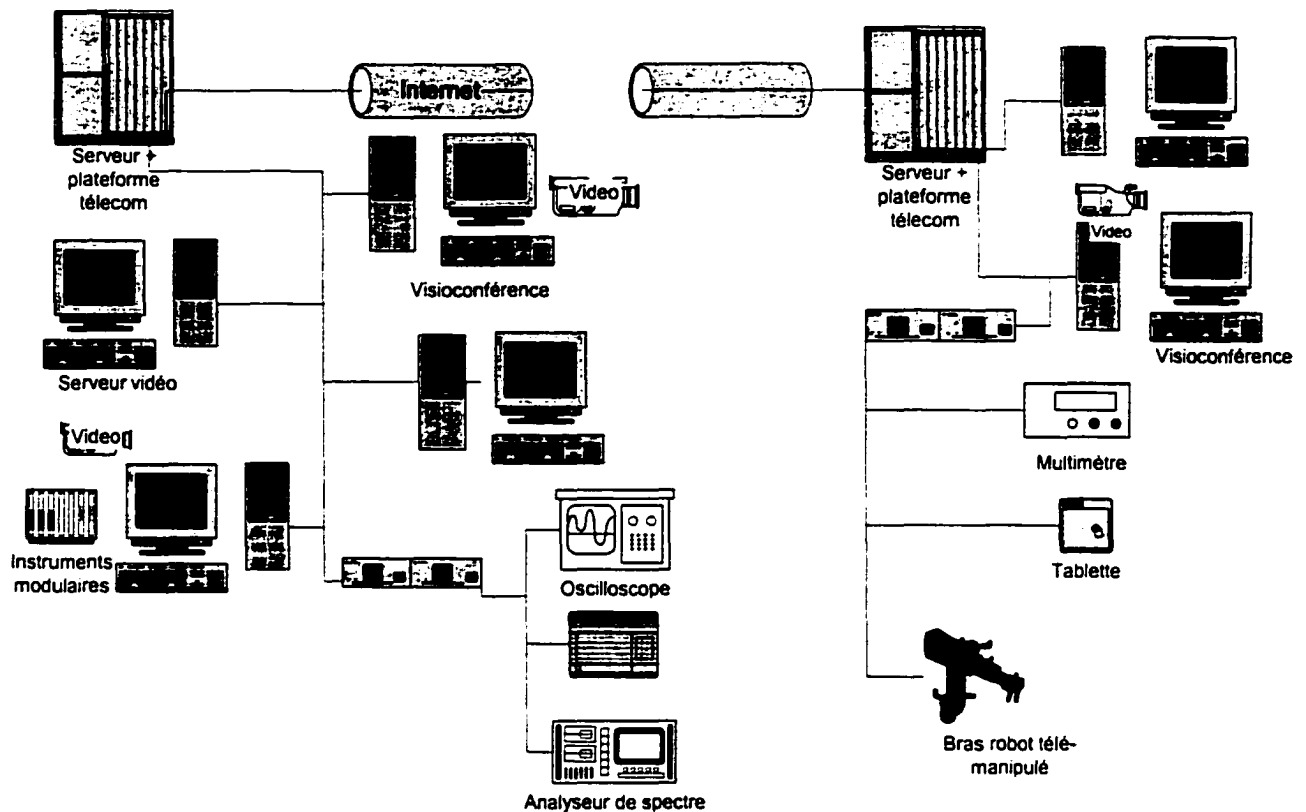 Internet
Serveur +
plateforme
télecom
Video
Visioconférence
Serveur vidéo
Video
Instruments
modulaires
Oscilloscope
Analyseur de spectre
Serveur +
plateforme
télecom
Video
Visioconférence
Multimètre
Tablette
Bras robot télé-
manipulé